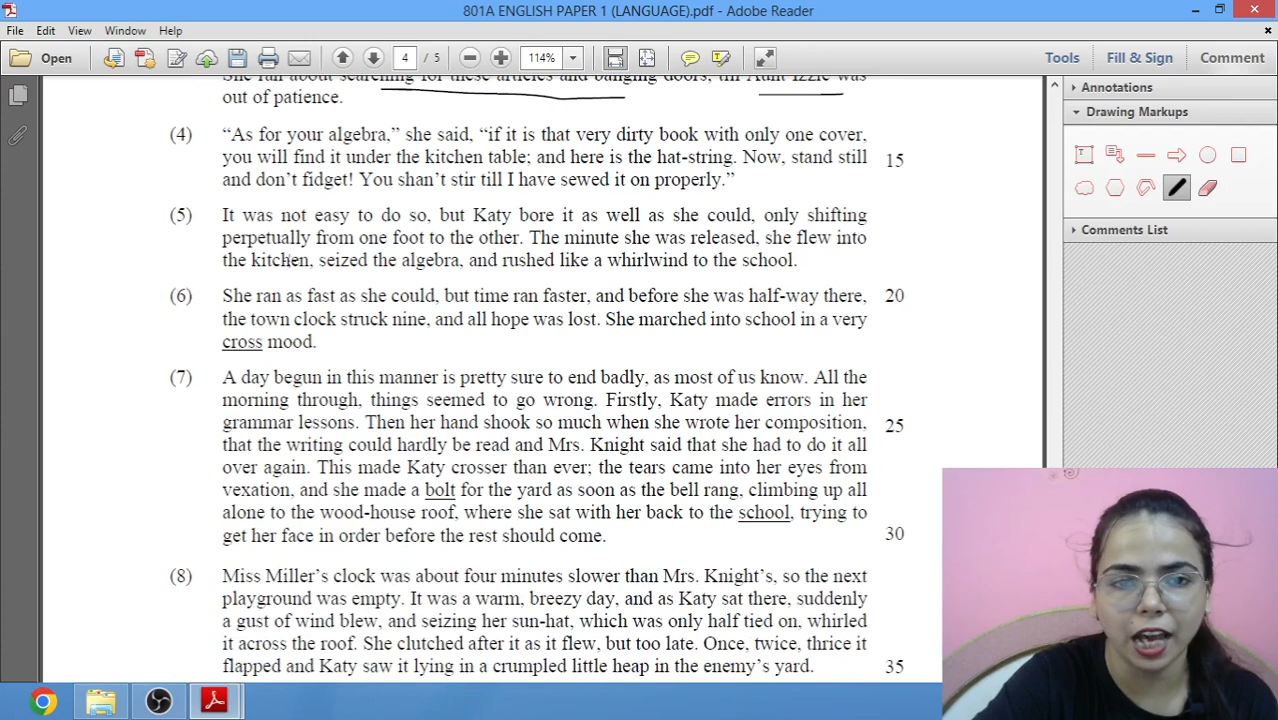 801A ENGLISH PAPER 1 (LANGUAGE).pdf - Adobe Reader
File Edit View Window Help
Open 4 / 5 114% Tools Fill & Sign Comment
Annotations
Drawing Markups
Comments List
She ran about searching for these articles and banging doors, till Aunt Izzie was
out of patience.
(4) “As for your algebra,” she said, “if it is that very dirty book with only one cover,
you will find it under the kitchen table; and here is the hat-string. Now, stand still 15
and don’t fidget! You shan’t stir till I have sewed it on properly.”
(5) It was not easy to do so, but Katy bore it as well as she could, only shifting
perpetually from one foot to the other. The minute she was released, she flew into
the kitchen, seized the algebra, and rushed like a whirlwind to the school.
(6) She ran as fast as she could, but time ran faster, and before she was half-way there, 20
the town clock struck nine, and all hope was lost. She marched into school in a very
cross mood.
(7) A day begun in this manner is pretty sure to end badly, as most of us know. All the
morning through, things seemed to go wrong. Firstly, Katy made errors in her
grammar lessons. Then her hand shook so much when she wrote her composition, 25
that the writing could hardly be read and Mrs. Knight said that she had to do it all
over again. This made Katy crosser than ever; the tears came into her eyes from
vexation, and she made a bolt for the yard as soon as the bell rang, climbing up all
alone to the wood-house roof, where she sat with her back to the school, trying to
get her face in order before the rest should come. 30
(8) Miss Miller’s clock was about four minutes slower than Mrs. Knight’s, so the next
playground was empty. It was a warm, breezy day, and as Katy sat there, suddenly
a gust of wind blew, and seizing her sun-hat, which was only half tied on, whirled
it across the roof. She clutched after it as it flew, but too late. Once, twice, thrice it
flapped and Katy saw it lying in a crumpled little heap in the enemy’s yard. 35